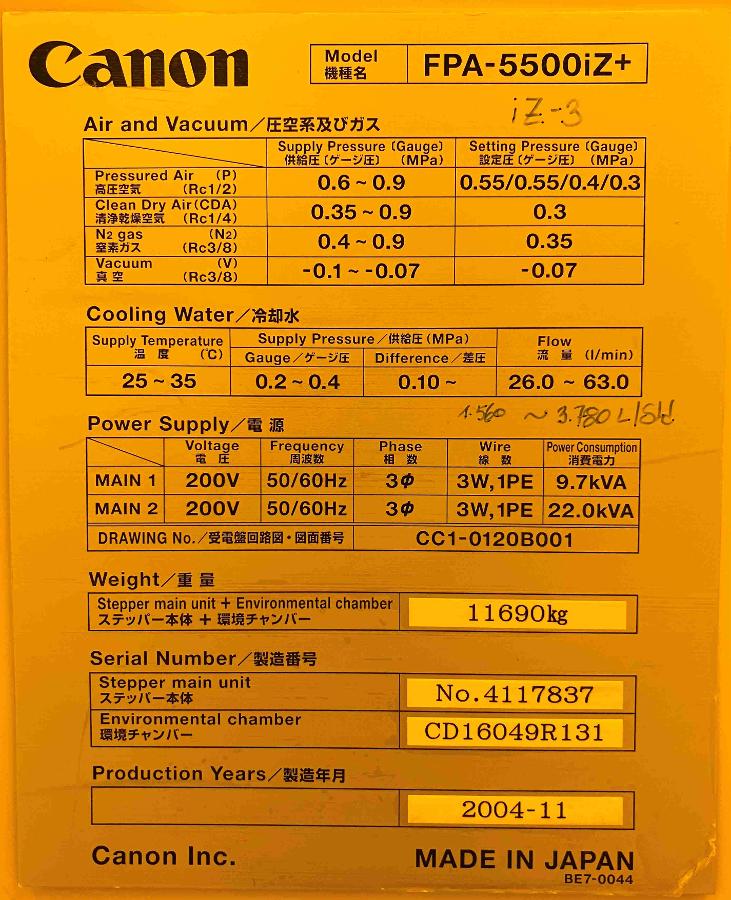 Canon
Model
機種名
FPA-5500iZ+
iZ-3
Air and Vacuum／圧空系及びガス
Supply Pressure (Gauge)
供給圧〔ゲージ圧〕 (MPa)
Setting Pressure (Gauge)
設定圧〔ゲージ圧〕 (MPa)
Pressured Air (P)
高圧空気 (Rc1/2)
0.6 ~ 0.9
0.55/0.55/0.4/0.3
Clean Dry Air(CDA)
清浄乾燥空気 (Rc1/4)
0.35 ~ 0.9
0.3
N2 gas (N2)
窒素ガス (Rc3/8)
0.4 ~ 0.9
0.35
Vacuum (V)
真 空 (Rc3/8)
-0.1 ~ -0.07
-0.07
Cooling Water／冷却水
Supply Temperature
温 度 (℃)
Supply Pressure／供給圧 (MPa)
Gauge／ゲージ圧
Difference／差圧
Flow
流 量 (l/min)
25 ~ 35
0.2 ~ 0.4
0.10 ~
26.0 ~ 63.0
1.560 ~ 3.780 L/Sd
Power Supply／電 源
Voltage
電 圧
Frequency
周波数
Phase
相 数
Wire
線 数
Power Consumption
消費電力
MAIN 1
200V
50/60Hz
3Φ
3W,1PE
9.7kVA
MAIN 2
200V
50/60Hz
3Φ
3W,1PE
22.0kVA
DRAWING No.／受電盤回路図・図面番号
CC1-0120B001
Weight／重 量
Stepper main unit + Environmental chamber
ステッパー本体 + 環境チャンバー
11690㎏
Serial Number／製造番号
Stepper main unit
ステッパー本体
No.4117837
Environmental chamber
環境チャンバー
CD16049R131
Production Years／製造年月
2004-11
Canon Inc.
MADE IN JAPAN
BE7-0044